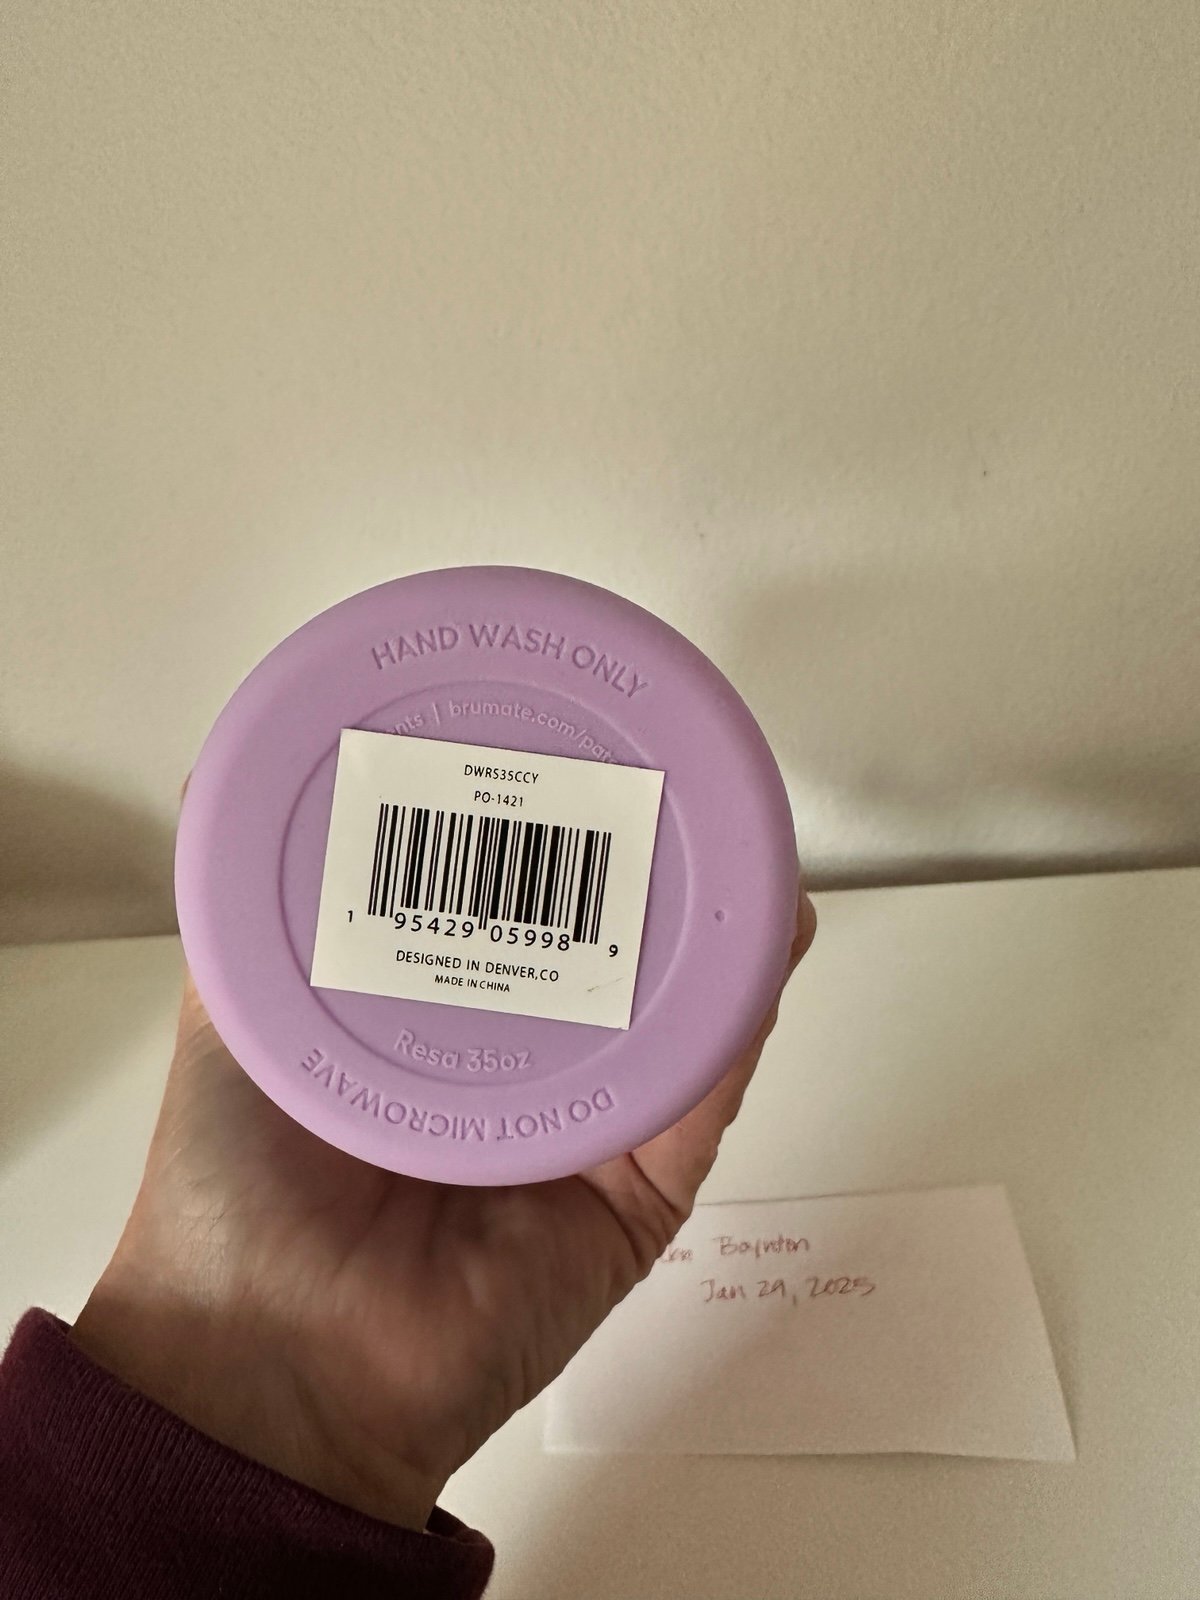 HAND WASH ONLY
| brumate.com/
DWRS35CCY
PO-1421
1 95429 05998 9
DESIGNED IN DENVER,CO
MADE IN CHINA
Resa 35oz
DO NOT MICROWAVE
Boynton
Jan 29, 2025